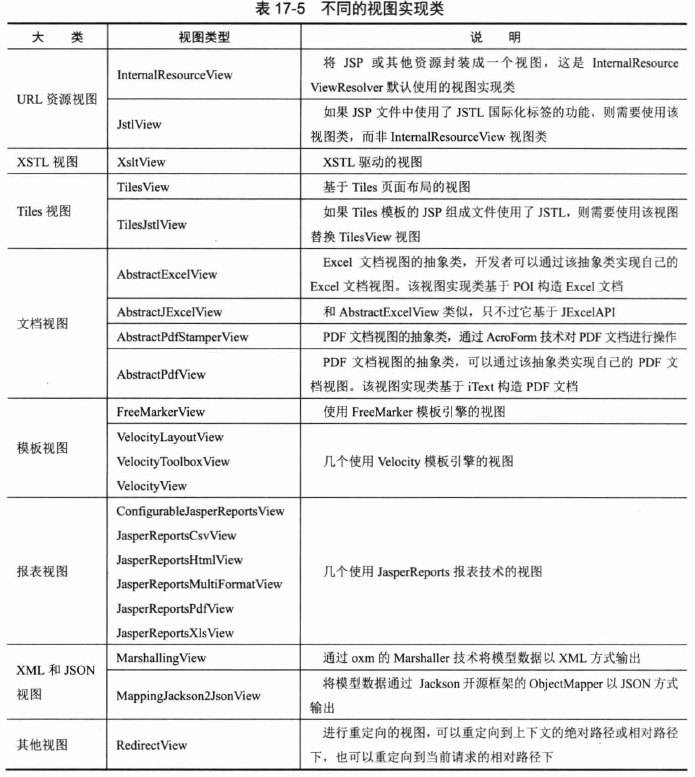 表 17-5 不同的视图实现类
大 类 视图类型 说 明
URL 资源视图
InternalResourceView
将 JSP 或其他资源封装成一个视图，这是 InternalResource
ViewResolver 默认使用的视图实现类
JstlView
如果 JSP 文件中使用了 JSTL 国际化标签的功能，则需要使用该
视图类，而非 InternalResourceView 视图类
XSTL 视图 XsltView XSTL 驱动的视图
Tiles 视图
TilesView 基于 Tiles 页面布局的视图
TilesJstlView
如果 Tiles 模板的 JSP 组成文件使用了 JSTL，则需要使用该视图
替换 TilesView 视图
文档视图
AbstractExcelView
Excel 文档视图的抽象类，开发者可以通过该抽象类实现自己的
Excel 文档视图。该视图实现类基于 POI 构造 Excel 文档
AbstractJExcelView 和 AbstractExcelView 类似，只不过它基于 JExcelAPI
AbstractPdfStamperView PDF 文档视图的抽象类，通过 AcroForm 技术对 PDF 文档进行操作
AbstractPdfView
PDF 文档视图的抽象类，可以通过该抽象类实现自己的 PDF 文
档视图。该视图实现类基于 iText 构造 PDF 文档
模板视图
FreeMarkerView 使用 FreeMarker 模板引擎的视图
VelocityLayoutView
VelocityToolboxView
VelocityView
几个使用 Velocity 模板引擎的视图
报表视图
ConfigurableJasperReportsView
JasperReportsCsvView
JasperReportsHtmlView
JasperReportsMultiFormatView
JasperReportsPdfView
JasperReportsXlsView
几个使用 JasperReports 报表技术的视图
XML 和 JSON
视图
MarshallingView 通过 oxm 的 Marshaller 技术将模型数据以 XML 方式输出
MappingJackson2JsonView
将模型数据通过 Jackson 开源框架的 ObjectMapper 以 JSON 方式
输出
其他视图
RedirectView
进行重定向的视图，可以重定向到上下文的绝对路径或相对路径
下，也可以重定向到当前请求的相对路径下